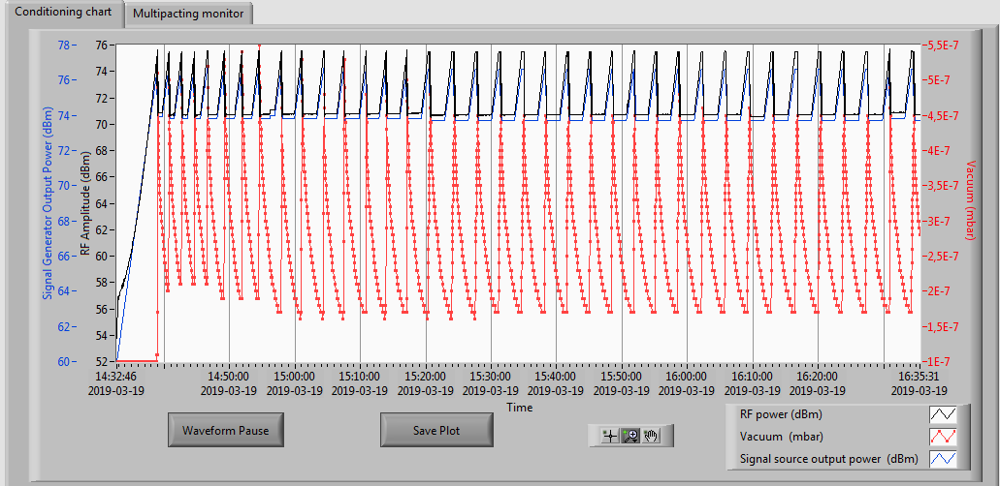 Conditioning chart
Multipacting monitor
Signal Generator Output Power (dBm)
78
76
74
72
70
68
66
64
62
60
RF Amplitude (dBm)
76
74
72
70
68
66
64
62
60
58
56
54
52
5,5E-7
5E-7
4,5E-7
4E-7
3,5E-7
3E-7
2,5E-7
2E-7
1,5E-7
1E-7
Vacuum (mbar)
14:32:46 14:50:00 15:00:00 15:10:00 15:20:00 15:30:00 15:40:00 15:50:00 16:00:00 16:10:00 16:20:00 16:35:31
2019-03-19 2019-03-19 2019-03-19 2019-03-19 2019-03-19 2019-03-19 2019-03-19 2019-03-19 2019-03-19 2019-03-19 2019-03-19 2019-03-19
Time
Waveform Pause
Save Plot
RF power (dBm)
Vacuum (mbar)
Signal source output power (dBm)